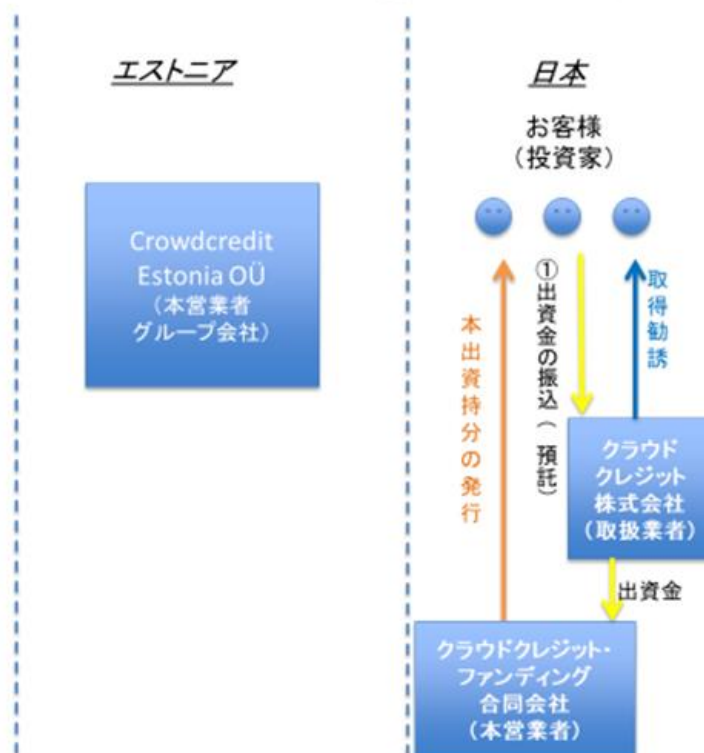 エストニア
日本
お客様
（投資家）
Crowdcredit
Estonia OÜ
（本営業者
グループ会社）
本出資持分の発行
①出資金の振込（ 預託）
取得勧誘
クラウド
クレジット
株式会社
（取扱業者）
出資金
クラウドクレジット・
ファンディング
合同会社
（本営業者）